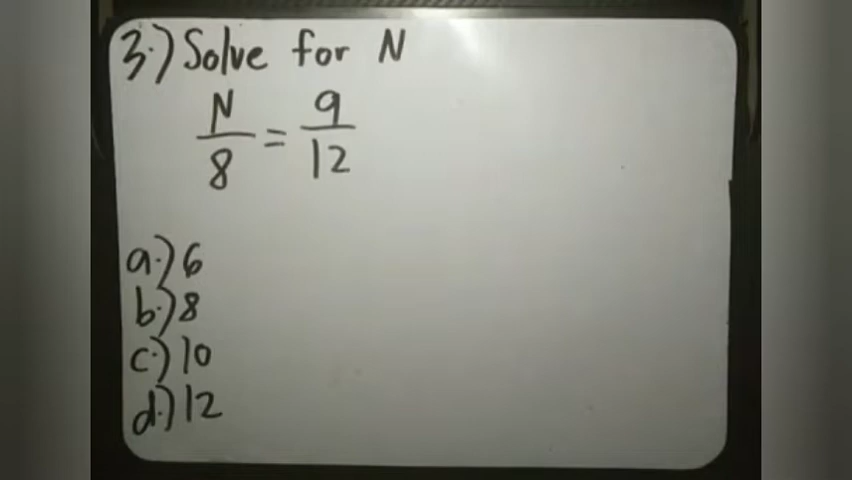 3.) Solve for N
N/8 = 9/12
a.) 6
b.) 8
c.) 10
d.) 12